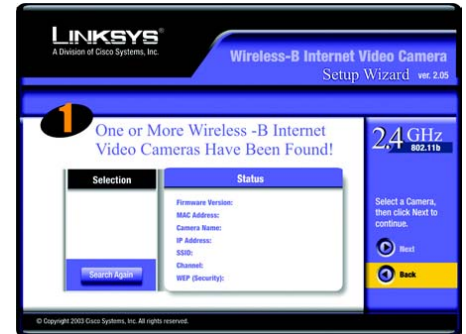 LINKSYS®
A Division of Cisco Systems, Inc.
Wireless-B Internet Video Camera
Setup Wizard ver. 2.05
1
One or More Wireless -B Internet
Video Cameras Have Been Found!
2.4 GHz
802.11b
Selection
Status
Firmware Version:
MAC Address:
Camera Name:
IP Address:
SSID:
Channel:
WEP (Security):
Search Again
Select a Camera,
then click Next to
continue.
Next
Back
© Copyright 2003 Cisco Systems, Inc. All rights reserved.